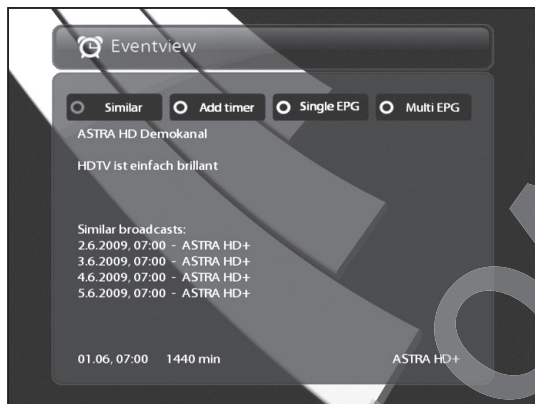 Eventview
Similar Add timer Single EPG Multi EPG
ASTRA HD Demokanal
HDTV ist einfach brillant
Similar broadcasts:
2.6.2009, 07:00 - ASTRA HD+
3.6.2009, 07:00 - ASTRA HD+
4.6.2009, 07:00 - ASTRA HD+
5.6.2009, 07:00 - ASTRA HD+
01.06, 07:00 1440 min ASTRA HD+